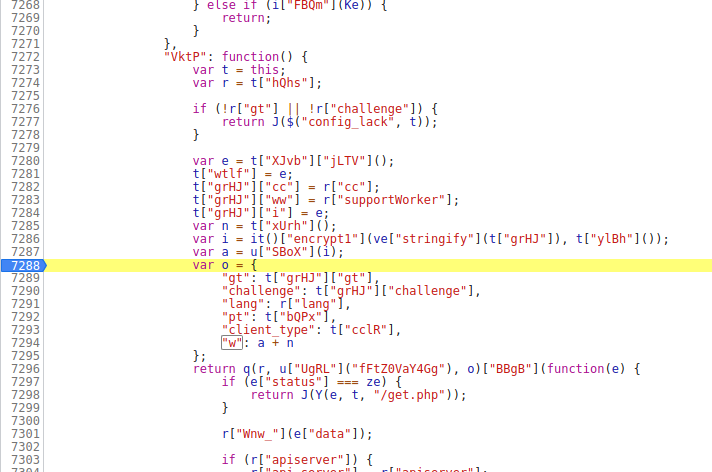 7268 } else if (i["FBQm"](Ke)) {
7269 return;
7270 }
7271 },
7272 "VktP": function() {
7273 var t = this;
7274 var r = t["hQhs"];
7275
7276 if (!r["gt"] || !r["challenge"]) {
7277 return J($("config_lack", t));
7278 }
7279
7280 var e = t["XJvb"]["jLTV"]();
7281 t["wtlf"] = e;
7282 t["grHJ"]["cc"] = r["cc"];
7283 t["grHJ"]["ww"] = r["supportWorker"];
7284 t["grHJ"]["i"] = e;
7285 var n = t["xUrh"]();
7286 var i = it()["encrypt1"](ve["stringify"](t["grHJ"]), t["ylBh"]());
7287 var a = u["SBoX"](i);
7288 var o = {
7289 "gt": t["grHJ"]["gt"],
7290 "challenge": t["grHJ"]["challenge"],
7291 "lang": r["lang"],
7292 "pt": t["bQPx"],
7293 "client_type": t["cclR"],
7294 "w": a + n
7295 };
7296 return q(r, u["UgRL"]("fFtZ0VaY4Gg"), o)["BBgB"](function(e) {
7297 if (e["status"] === ze) {
7298 return J(Y(e, t, "/get.php"));
7299 }
7300
7301 r["Wnw_"](e["data"]);
7302
7303 if (r["apiserver"]) {
7304 r["api_server"] = r["apiserver"];